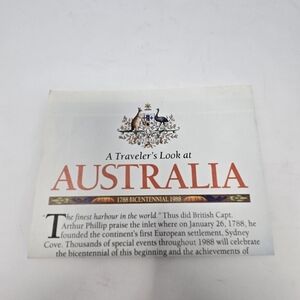 A Traveler's Look at
AUSTRALIA
1788 BICENTENNIAL 1988
"The finest harbour in the world." Thus did British Capt.
Arthur Phillip praise the inlet where on January 26, 1788, he
founded the continent's first European settlement, Sydney
Cove. Thousands of special events throughout 1988 will celebrate
the bicentennial of this beginning and the achievements of